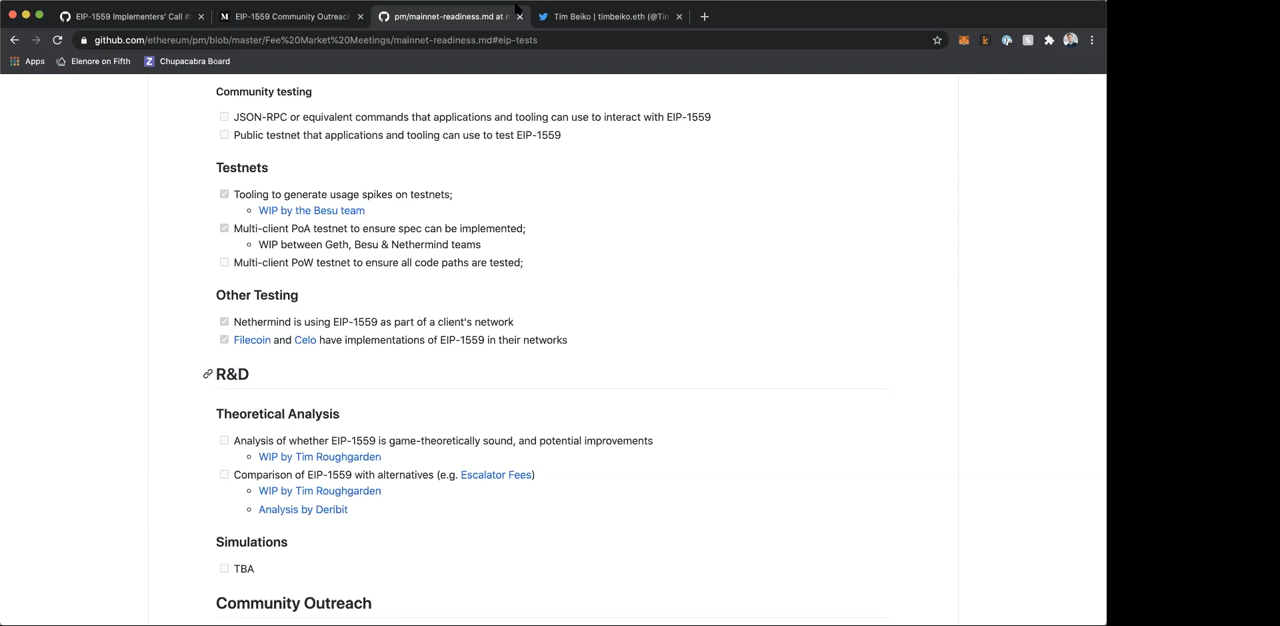 EIP-1559 Implementers' Call #
EIP-1559 Community Outreach
pm/mainnet-readiness.md at m
Tim Beiko | timbeiko.eth (@Tim
github.com/ethereum/pm/blob/master/Fee%20Market%20Meetings/mainnet-readiness.md#eip-tests
Apps
Elenore on Fifth
Z
Chupacabra Board
Community testing
JSON-RPC or equivalent commands that applications and tooling can use to interact with EIP-1559
Public testnet that applications and tooling can use to test EIP-1559
Testnets
Tooling to generate usage spikes on testnets;
WIP by the Besu team
Multi-client PoA testnet to ensure spec can be implemented;
WIP between Geth, Besu & Nethermind teams
Multi-client PoW testnet to ensure all code paths are tested;
Other Testing
Nethermind is using EIP-1559 as part of a client's network
Filecoin and Celo have implementations of EIP-1559 in their networks
R&D
Theoretical Analysis
Analysis of whether EIP-1559 is game-theoretically sound, and potential improvements
WIP by Tim Roughgarden
Comparison of EIP-1559 with alternatives (e.g. Escalator Fees)
WIP by Tim Roughgarden
Analysis by Deribit
Simulations
TBA
Community Outreach